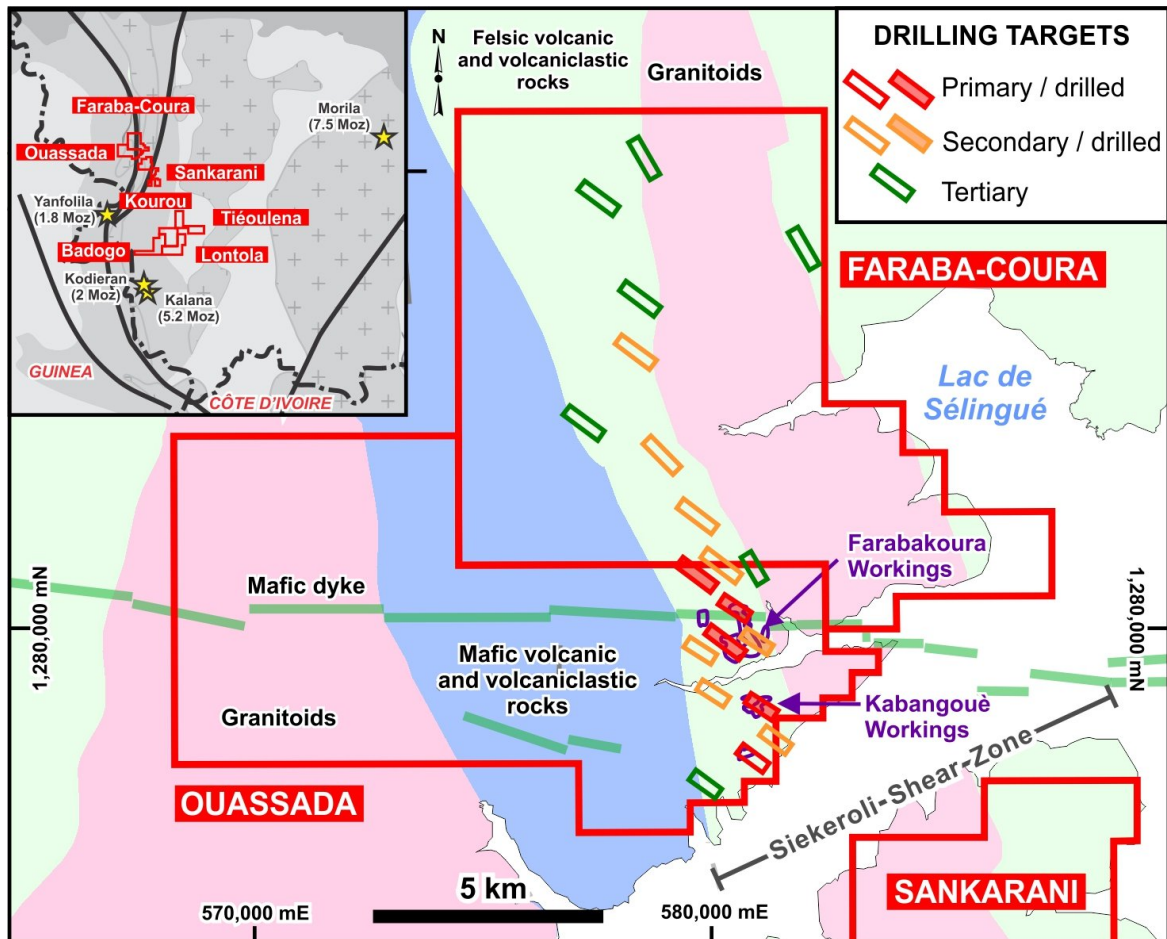 Felsic volcanic
and volcaniclastic
rocks
N
Granitoids
DRILLING TARGETS
Primary / drilled
Secondary / drilled
Tertiary
Faraba-Coura
Morila
(7.5 Moz)
Ouassada
Sankarani
Yanfolila
(1.8 Moz)
Kourou
Tiéoulena
Badogo
Lontola
Kodieran
(2 Moz)
Kalana
(5.2 Moz)
GUINEA
CÔTE D'IVOIRE
FARABA-COURA
Lac de
Sélingué
Farabakoura
Workings
Mafic dyke
1,280,000 mN
1,280,000 mN
Mafic volcanic
and volcaniclastic
rocks
Granitoids
Kabangouè
Workings
Siekeroli-Shear-Zone
OUASSADA
SANKARANI
5 km
570,000 mE
580,000 mE